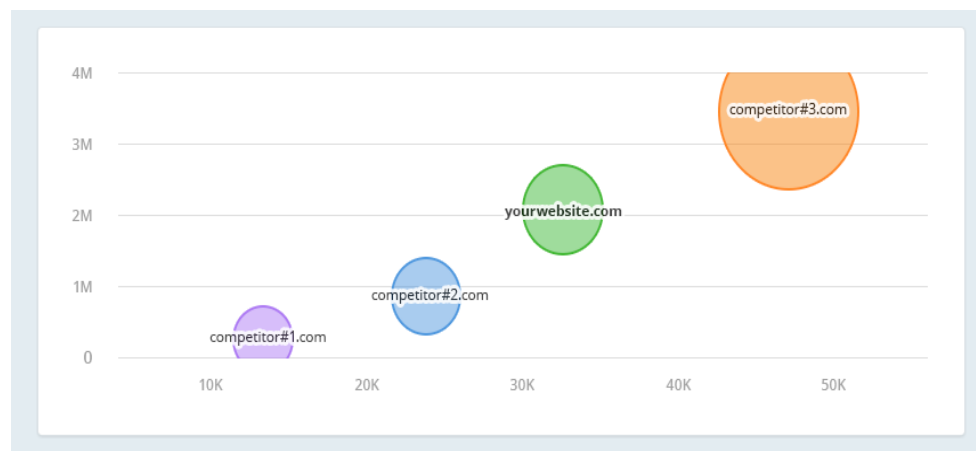 4M
competitor#3.com
3M
yourwebsite.com
2M
1M
competitor#2.com
competitor#1.com
0
10K 20K 30K 40K 50K